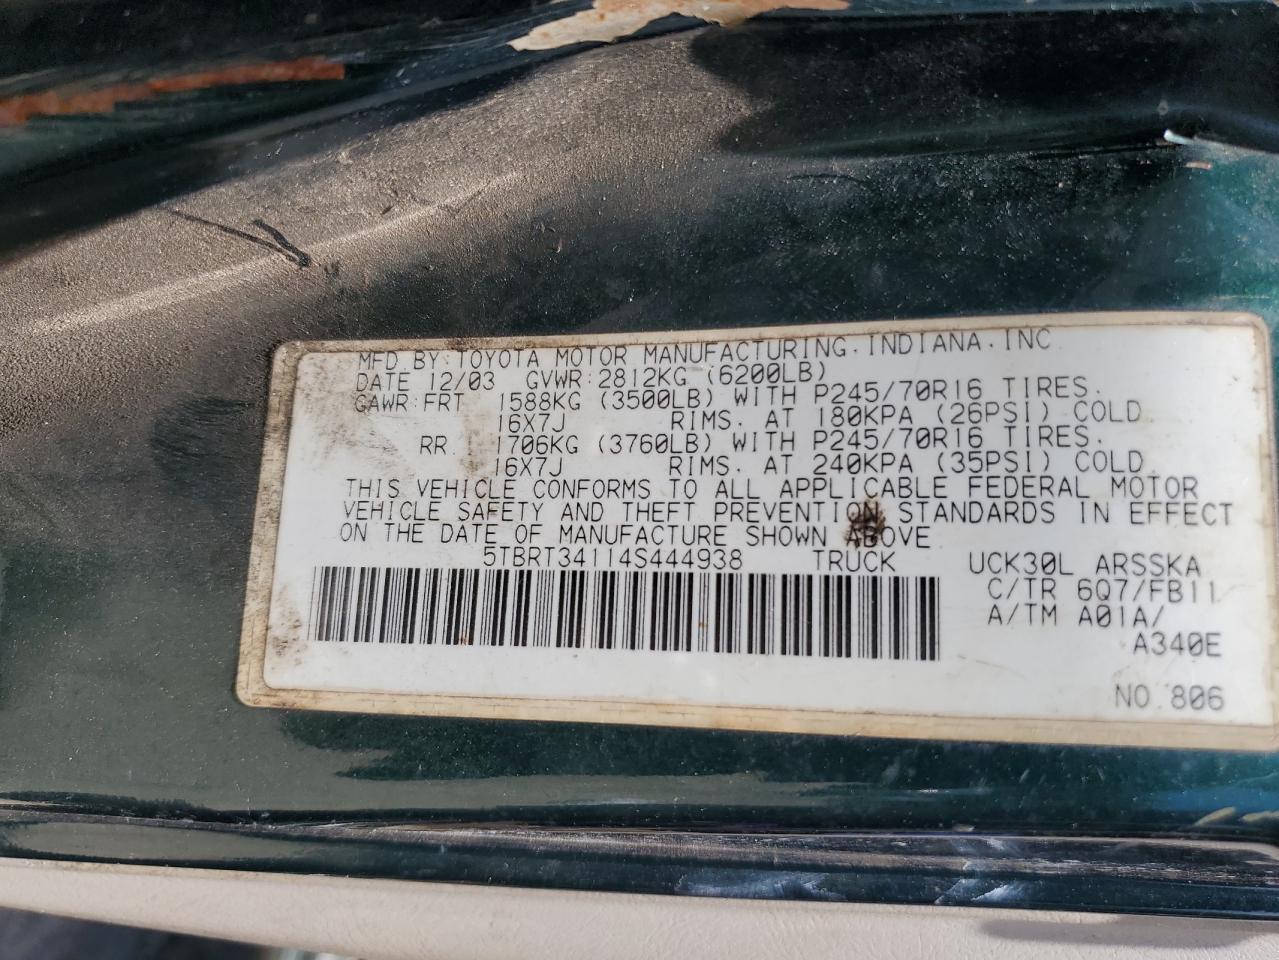 MFD.BY:TOYOTA MOTOR MANUFACTURING.INDIANA.INC
DATE 12/03 GVWR:2812KG (6200LB)
GAWR:FRT 1588KG (3500LB) WITH P245/70R16 TIRES.
16X7J RIMS. AT 180KPA (26PSI) COLD
RR. 1706KG (3760LB) WITH P245/70R16 TIRES.
16X7J RIMS. AT 240KPA (35PSI) COLD.
THIS VEHICLE CONFORMS TO ALL APPLICABLE FEDERAL MOTOR
VEHICLE SAFETY AND THEFT PREVENTION STANDARDS IN EFFECT
ON THE DATE OF MANUFACTURE SHOWN ABOVE
5TBRT34114S444938 TRUCK UCK30L ARSSKA
C/TR 6Q7/FB11
A/TM A01A/
A340E
NO.806